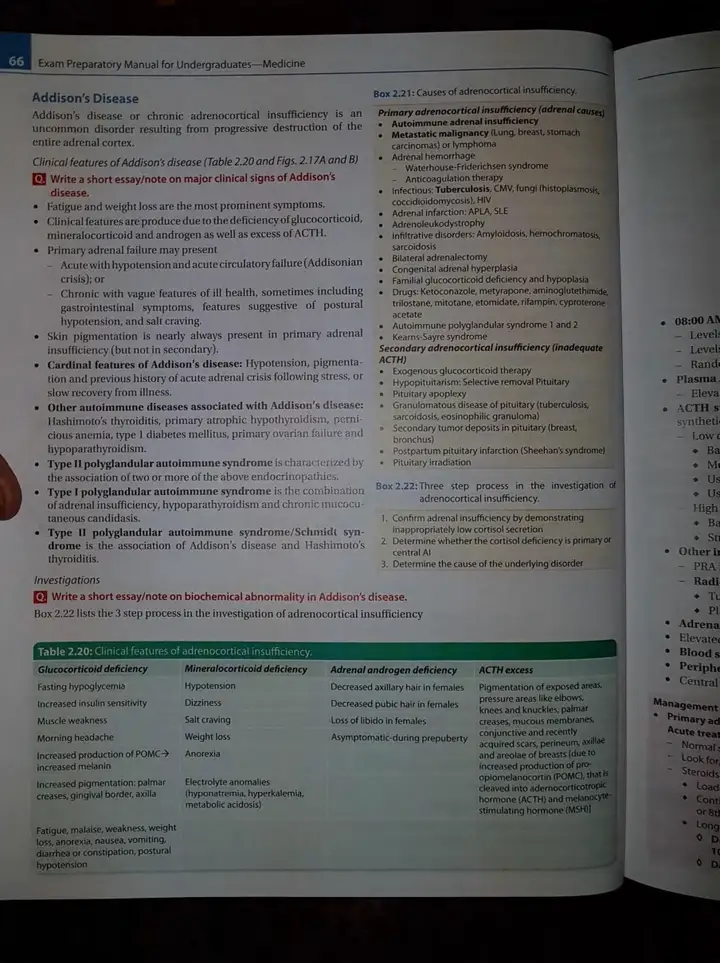 66 Exam Preparatory Manual for Undergraduates—Medicine
Addison's Disease
Addison's disease or chronic adrenocortical insufficiency is an
uncommon disorder resulting from progressive destruction of the
entire adrenal cortex.
Clinical features of Addison's disease (Table 2.20 and Figs. 2.17A and B)
Q. Write a short essay/note on major clinical signs of Addison's
disease.
• Fatigue and weight loss are the most prominent symptoms.
• Clinical features are produce due to the deficiency of glucocorticoid,
mineralocorticoid and androgen as well as excess of ACTH.
• Primary adrenal failure may present
– Acute with hypotension and acute circulatory failure (Addisonian
crisis); or
– Chronic with vague features of ill health, sometimes including
gastrointestinal symptoms, features suggestive of postural
hypotension, and salt craving.
• Skin pigmentation is nearly always present in primary adrenal
insufficiency (but not in secondary).
• Cardinal features of Addison's disease: Hypotension, pigmenta-
tion and previous history of acute adrenal crisis following stress, or
slow recovery from illness.
• Other autoimmune diseases associated with Addison's disease:
Hashimoto's thyroiditis, primary atrophic hypothyroidism, perni-
cious anemia, type 1 diabetes mellitus, primary ovarian failure and
hypoparathyroidism.
• Type II polyglandular autoimmune syndrome is characterized by
the association of two or more of the above endocrinopathies.
• Type I polyglandular autoimmune syndrome is the combination
of adrenal insufficiency, hypoparathyroidism and chronic mucocu-
taneous candidasis.
• Type II polyglandular autoimmune syndrome/Schmidt syn-
drome is the association of Addison's disease and Hashimoto's
thyroiditis.
Investigations
Q. Write a short essay/note on biochemical abnormality in Addison's disease.
Box 2.22 lists the 3 step process in the investigation of adrenocortical insufficiency
Box 2.21: Causes of adrenocortical insufficiency.
Primary adrenocortical insufficiency (adrenal causes)
• Autoimmune adrenal insufficiency
• Metastatic malignancy (Lung, breast, stomach
carcinomas) or lymphoma
• Adrenal hemorrhage
– Waterhouse-Friderichsen syndrome
– Anticoagulation therapy
• Infectious: Tuberculosis, CMV, fungi (histoplasmosis,
coccidioidomycosis), HIV
• Adrenal infarction: APLA, SLE
• Adrenoleukodystrophy
• Infiltrative disorders: Amyloidosis, hemochromatosis,
sarcoidosis
• Bilateral adrenalectomy
• Congenital adrenal hyperplasia
• Familial glucocorticoid deficiency and hypoplasia
• Drugs: Ketoconazole, metyrapone, aminoglutethimide,
trilostane, mitotane, etomidate, rifampin, cyproterone
acetate
• Autoimmune polyglandular syndrome 1 and 2
• Kearns-Sayre syndrome
Secondary adrenocortical insufficiency (inadequate
ACTH)
• Exogenous glucocorticoid therapy
• Hypopituitarism: Selective removal Pituitary
• Pituitary apoplexy
• Granulomatous disease of pituitary (tuberculosis,
sarcoidosis, eosinophilic granuloma)
• Secondary tumor deposits in pituitary (breast,
bronchus)
• Postpartum pituitary infarction (Sheehan's syndrome)
• Pituitary irradiation
Box 2.22: Three step process in the investigation of
adrenocortical insufficiency.
1. Confirm adrenal insufficiency by demonstrating
inappropriately low cortisol secretion
2. Determine whether the cortisol deficiency is primary or
central AI
3. Determine the cause of the underlying disorder
Table 2.20: Clinical features of adrenocortical insufficiency.
Glucocorticoid deficiency Mineralocorticoid deficiency Adrenal androgen deficiency ACTH excess
Fasting hypoglycemia Hypotension Decreased axillary hair in females
Increased insulin sensitivity Dizziness Decreased pubic hair in females
Muscle weakness Salt craving Loss of libido in females
Morning headache Weight loss Asymptomatic-during prepuberty
Increased production of POMC→ Anorexia
increased melanin
Increased pigmentation: palmar Electrolyte anomalies
creases, gingival border, axilla (hyponatremia, hyperkalemia,
metabolic acidosis)
Fatigue, malaise, weakness, weight
loss, anorexia, nausea, vomiting,
diarrhea or constipation, postural
hypotension
Pigmentation of exposed areas,
pressure areas like elbows,
knees and knuckles, palmar
creases, mucous membranes,
conjunctive and recently
acquired scars, perineum, axillae
and areolae of breasts [due to
increased production of pro-
opiomelanocortin (POMC), that is
cleaved into adernocorticotropic
hormone (ACTH) and melanocyte-
stimulating hormone (MSH)]
• 08:00 AM
– Levels
– Levels
– Rand
• Plasma
– Eleva
• ACTH s
syntheti
– Low d
• Ba
• Me
• Us
• Us
– High
• Ba
• St
• Other in
– PRA
– Radi
• Tu
• Pl
• Adrena
• Elevated
• Blood s
• Periphe
• Central
Management
• Primary ad
Acute treat
– Normal s
– Look for
– Steroids
• Load
• Cont
or 8t
• Long
◊ D
10
◊ D